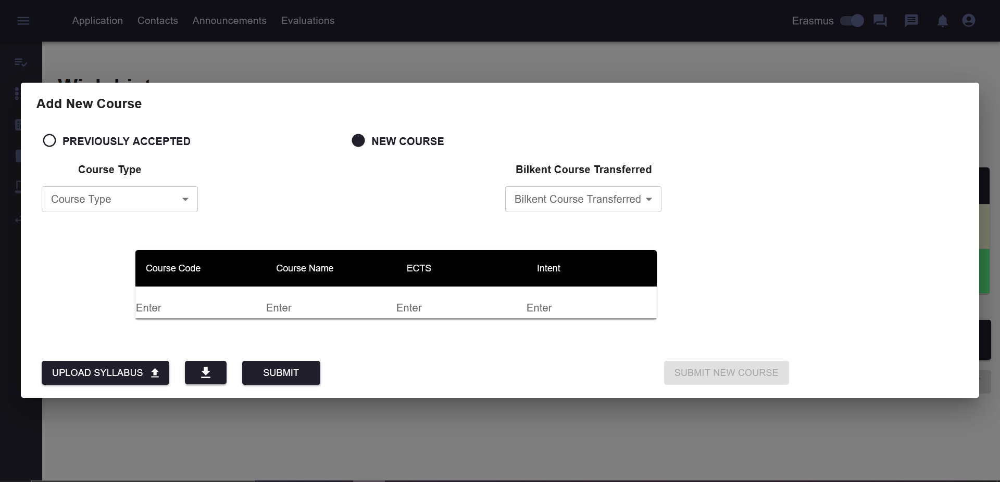 Application Contacts Announcements Evaluations Erasmus
Add New Course
PREVIOUSLY ACCEPTED NEW COURSE
Course Type Bilkent Course Transferred
Course Type Bilkent Course Transferred
Course Code Course Name ECTS Intent
Enter Enter Enter Enter
UPLOAD SYLLABUS SUBMIT SUBMIT NEW COURSE